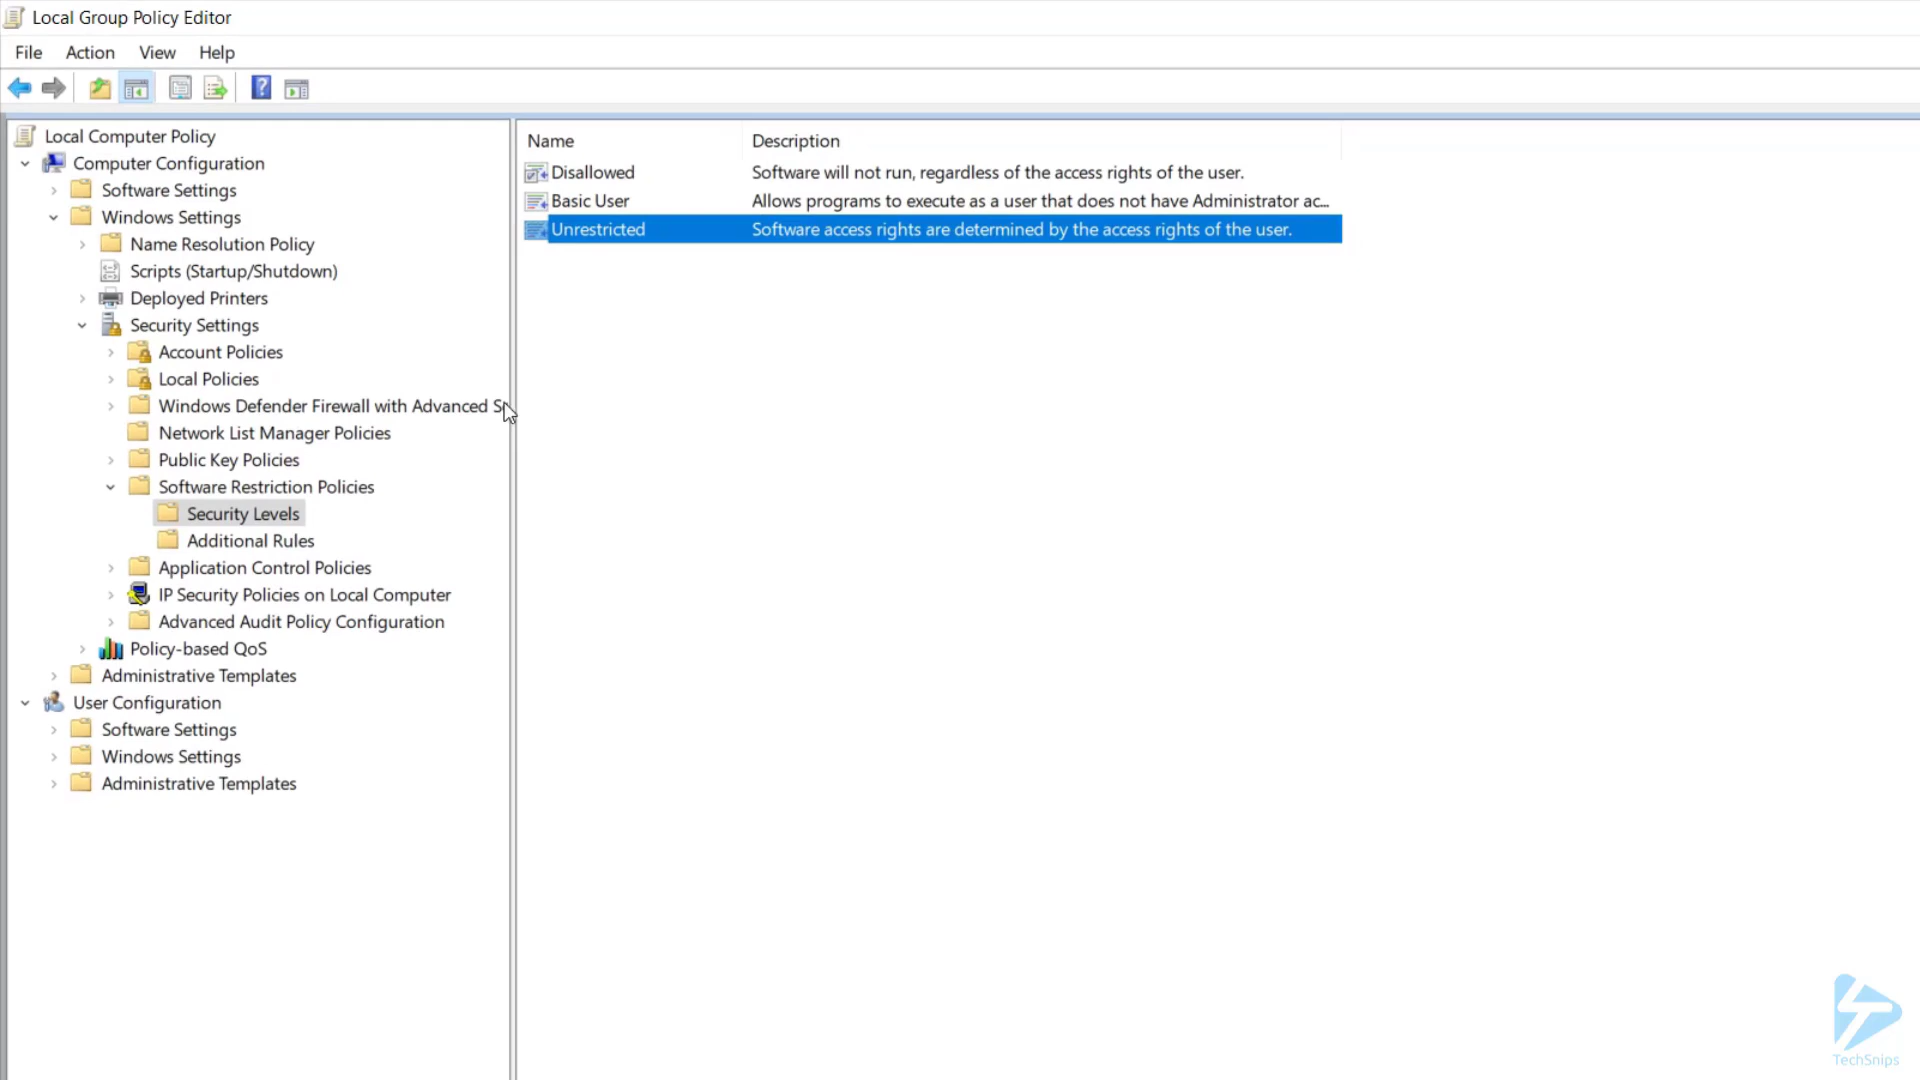 Local Group Policy Editor
File Action View Help
Local Computer Policy
Computer Configuration
Software Settings
Windows Settings
Name Resolution Policy
Scripts (Startup/Shutdown)
Deployed Printers
Security Settings
Account Policies
Local Policies
Windows Defender Firewall with Advanced S
Network List Manager Policies
Public Key Policies
Software Restriction Policies
Security Levels
Additional Rules
Application Control Policies
IP Security Policies on Local Computer
Advanced Audit Policy Configuration
Policy-based QoS
Administrative Templates
User Configuration
Software Settings
Windows Settings
Administrative Templates
Name Description
Disallowed Software will not run, regardless of the access rights of the user.
Basic User Allows programs to execute as a user that does not have Administrator ac...
Unrestricted Software access rights are determined by the access rights of the user.
TechSnips